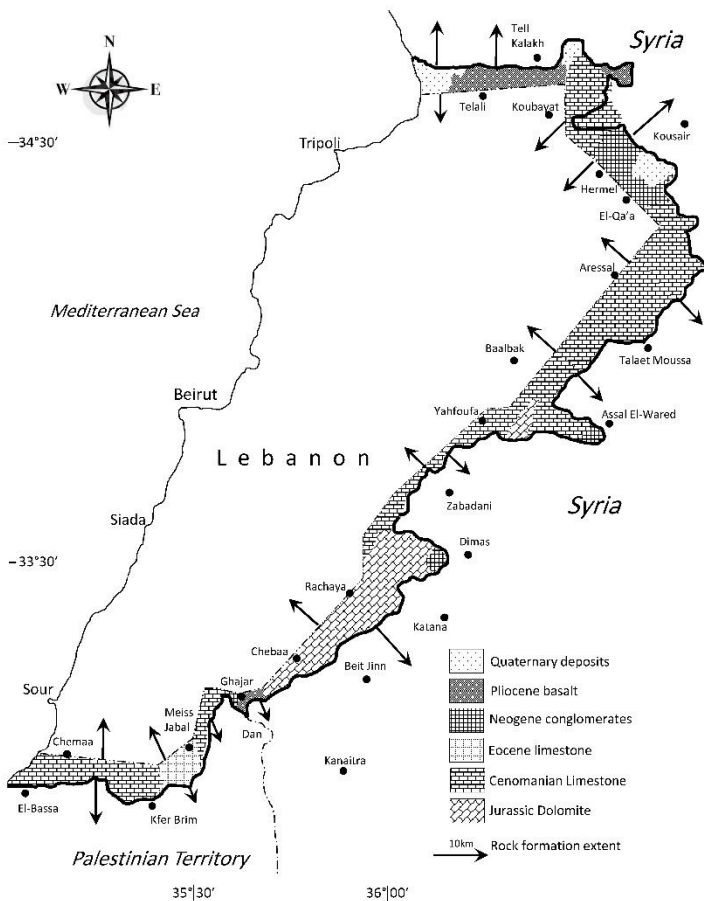 N
W
E
S
Tell
Kalakh
Syria
Telali
Koubayat
34°30’
Tripoli
Kousair
Hermel
El-Qa’a
Aressal
Mediterranean Sea
Baalbak
Talaet Moussa
Beirut
Yahfoufa
Assal El-Wared
Lebanon
Zabadani
Syria
Siada
Dimas
33°30’
Rachaya
Katana
Chebaa
Beit Jinn
Ghajar
Sour
Meiss
Jabal
Dan
Chemaa
Kanaitra
El-Bassa
Kfer Brim
Palestinian Territory
35°30’
36°00’
Quaternary deposits
Pliocene basalt
Neogene conglomerates
Eocene limestone
Cenomanian Limestone
Jurassic Dolomite
10km
Rock formation extent